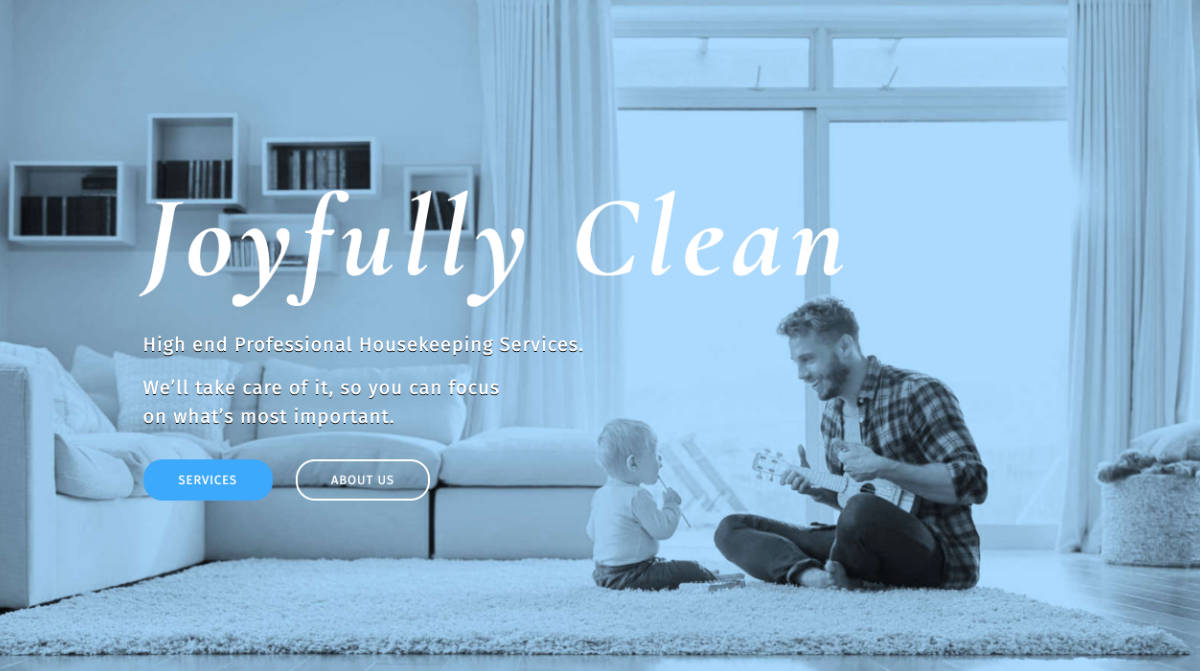 Joyfully Clean
High end Professional Housekeeping Services.
We’ll take care of it, so you can focus
on what’s most important.
SERVICES
ABOUT US